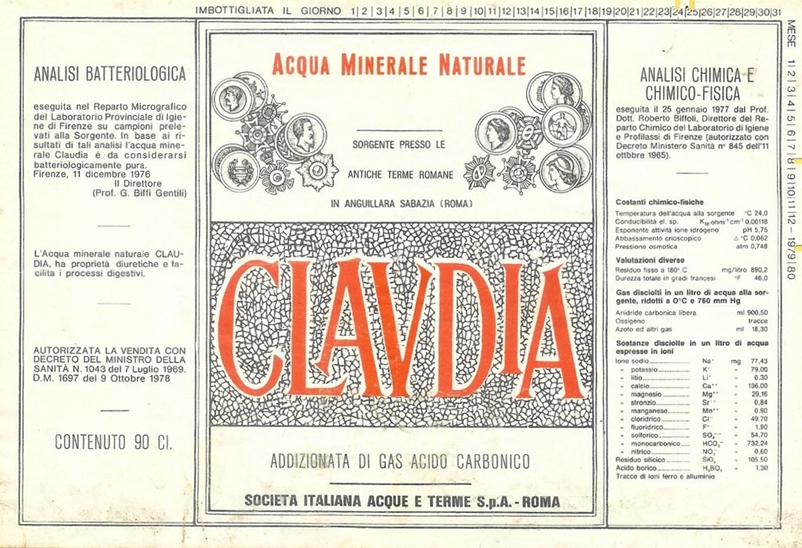 IMBOTTIGLIATA IL GIORNO 1|2|3|4|5|6|7|8|9|10|11|12|13|14|15|16|17|18|19|20|21|22|23|24|25|26|27|28|29|30|31
MESE 1|2|3|4|5|6|7|8|9|10|11|12 - 1979|80
ANALISI BATTERIOLOGICA
eseguita nel Reparto Micrografico
del Laboratorio Provinciale di Igie-
ne di Firenze su campioni prele-
vati alla Sorgente. In base ai ri-
sultati di tali analisi l'acqua mine-
rale Claudia è da considerarsi
batteriologicamente pura.
Firenze, 11 dicembre 1976
Il Direttore
(Prof. G. Biffi Gentili)
L'Acqua minerale naturale CLAU-
DIA, ha proprietà diuretiche e fa-
cilita i processi digestivi.
AUTORIZZATA LA VENDITA CON
DECRETO DEL MINISTRO DELLA
SANITÀ N. 1043 del 7 Luglio 1969.
D.M. 1697 del 9 Ottobre 1978
CONTENUTO 90 Cl.
ACQUA MINERALE NATURALE
SORGENTE PRESSO LE
ANTICHE TERME ROMANE
IN ANGUILLARA SABAZIA (ROMA)
CLAVDIA
ADDIZIONATA DI GAS ACIDO CARBONICO
SOCIETA ITALIANA ACQUE E TERME S.p.A. - ROMA
ANALISI CHIMICA E
CHIMICO-FISICA
eseguita il 25 gennaio 1977 dal Prof.
Dott. Roberto Biffoli, Direttore del Re-
parto Chimico del Laboratorio di Igiene
e Profilassi di Firenze (autorizzato con
Decreto Ministero Sanità n° 845 dell'11
ottobre 1965).
Costanti chimico-fisiche
Temperatura dell'acqua alla sorgente °C 24,0
Conducibilità el. sp. K₁₈ ohm⁻¹ cm⁻¹ 0,00118
Esponente attività ione idrogeno pH 5,75
Abbassamento crioscopico △ °C 0,062
Pressione osmotica atm 0,748
Valutazioni diverse
Residuo fisso a 180° C mg/litro 890,2
Durezza totale in gradi francesi °F 46,0
Gas disciolti in un litro di acqua alla sor-
gente, ridotti a 0°C e 760 mm Hg
Anidride carbonica libera ml 900,50
Ossigeno tracce
Azoto ed altri gas ml 18,30
Sostanze disciolte in un litro di acqua
espresse in ioni
Ione sodio Na⁺ mg 77,43
» potassio K⁺ » 79,00
» litio Li⁺ » 0,30
» calcio Ca⁺⁺ » 136,00
» magnesio Mg⁺⁺ » 29,16
» stronzio Sr⁺⁺ » 0,84
» manganese Mn⁺⁺ » 0,90
» cloridrico Cl⁻ » 49,70
» fluoridrico F⁻ » 1,90
» solforico SO₄⁻⁻ » 54,70
» monocarbonico HCO₃⁻ » 732,24
» nitrico NO₃⁻ » 0,60
Residuo silicico SiO₂ » 105,50
Acido borico H₃BO₃ » 1,30
Tracce di ioni ferro e alluminio